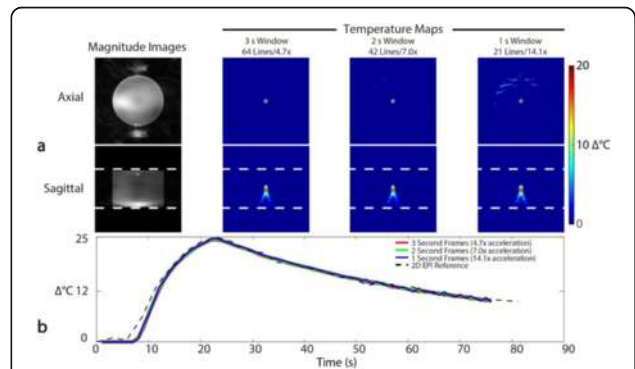 Temperature Maps
Magnitude Images
3 s Window
64 Lines/4.7x
2 s Window
42 Lines/7.0x
1 s Window
21 Lines/14.1x
Axial
Sagittal
a
20
10
Δ°C
0
25
Δ°C 12
0
b
3 Second Frames (4.7x acceleration)
2 Second Frames (7.0x acceleration)
1 Second Frames (14.1x acceleration)
2D EPI Reference
0 10 20 30 40 50 60 70 80 90
Time (s)